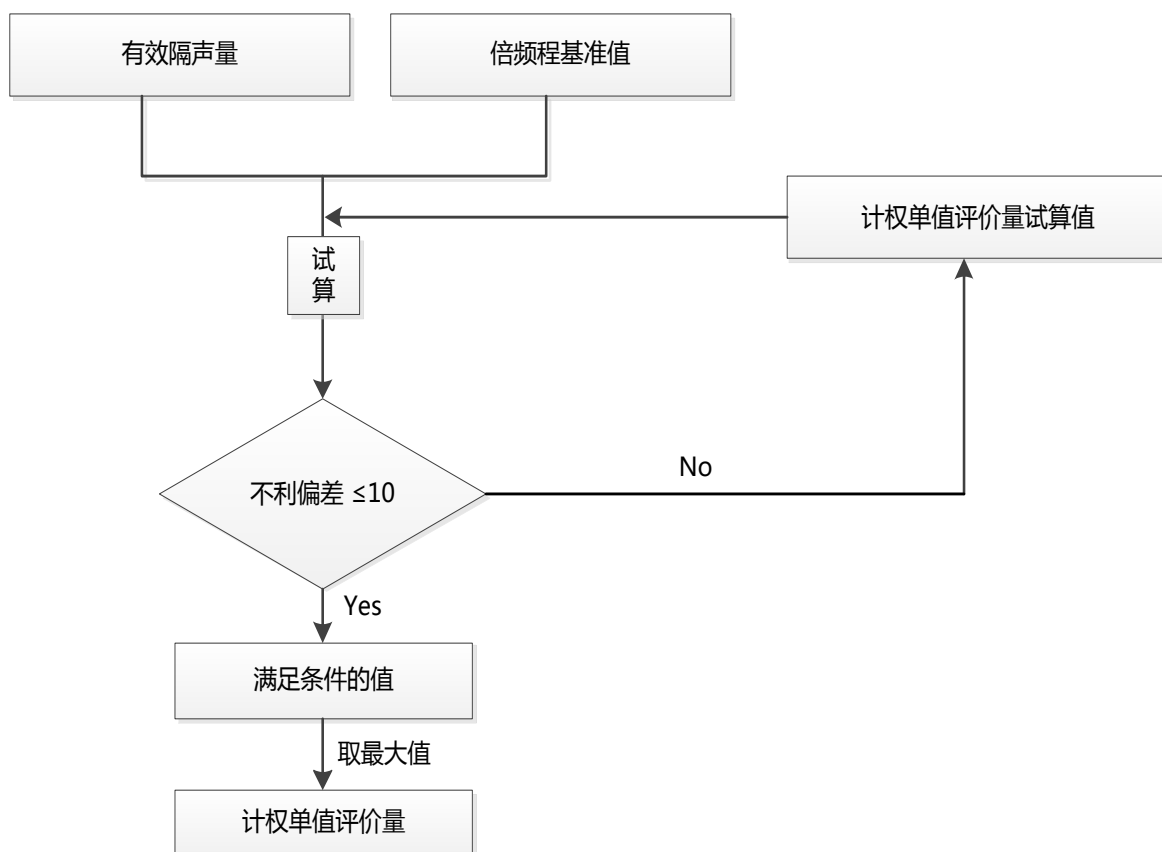 有效隔声量
倍频程基准值
计权单值评价量试算值
试
算
不利偏差 ≤10
No
Yes
满足条件的值
取最大值
计权单值评价量